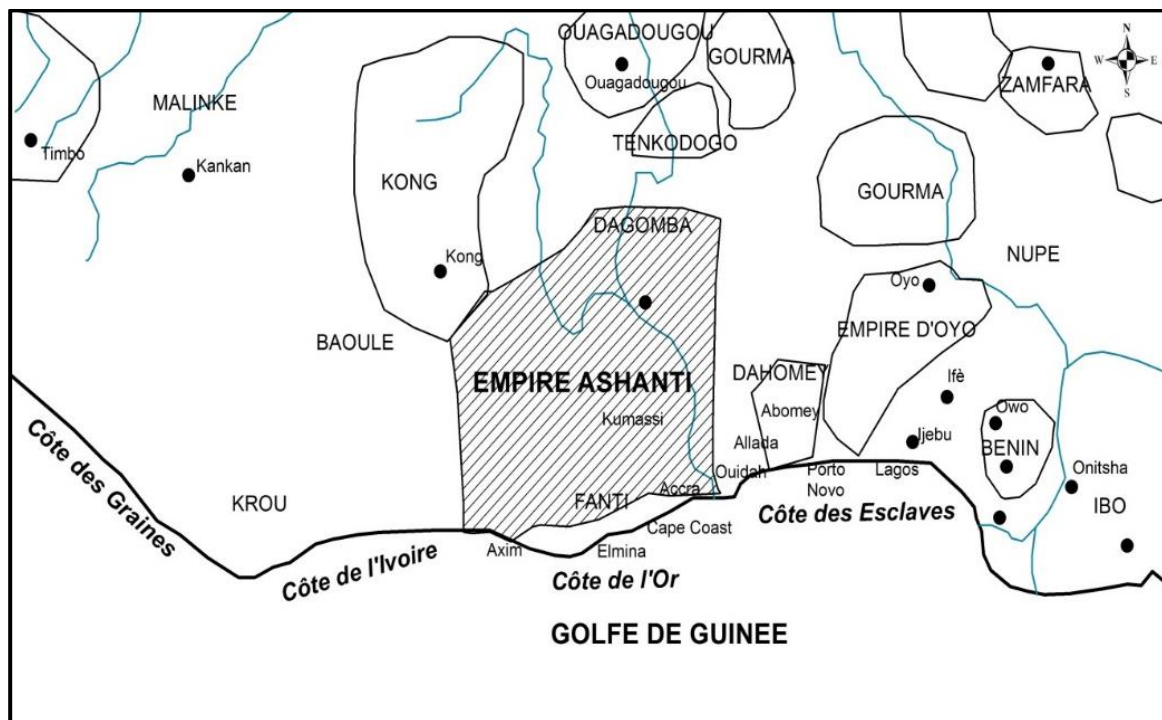 OUAGADOUGOU
Ouagadougou
GOURMA
ZAMFARA
N
W
E
S
MALINKE
Timbo
Kankan
TENKODOGO
KONG
Kong
GOURMA
DAGOMBA
NUPE
Oyo
EMPIRE D'OYO
BAOULE
EMPIRE ASHANTI
Kumassi
DAHOMEY
Abomey
Allada
Ifè
Ijebu
Owo
BENIN
Onitsha
IBO
Ouidah
Porto
Novo
Lagos
Accra
FANTI
Cape Coast
KROU
Axim
Elmina
Côte des Graines
Côte de l'Ivoire
Côte de l'Or
Côte des Esclaves
GOLFE DE GUINEE